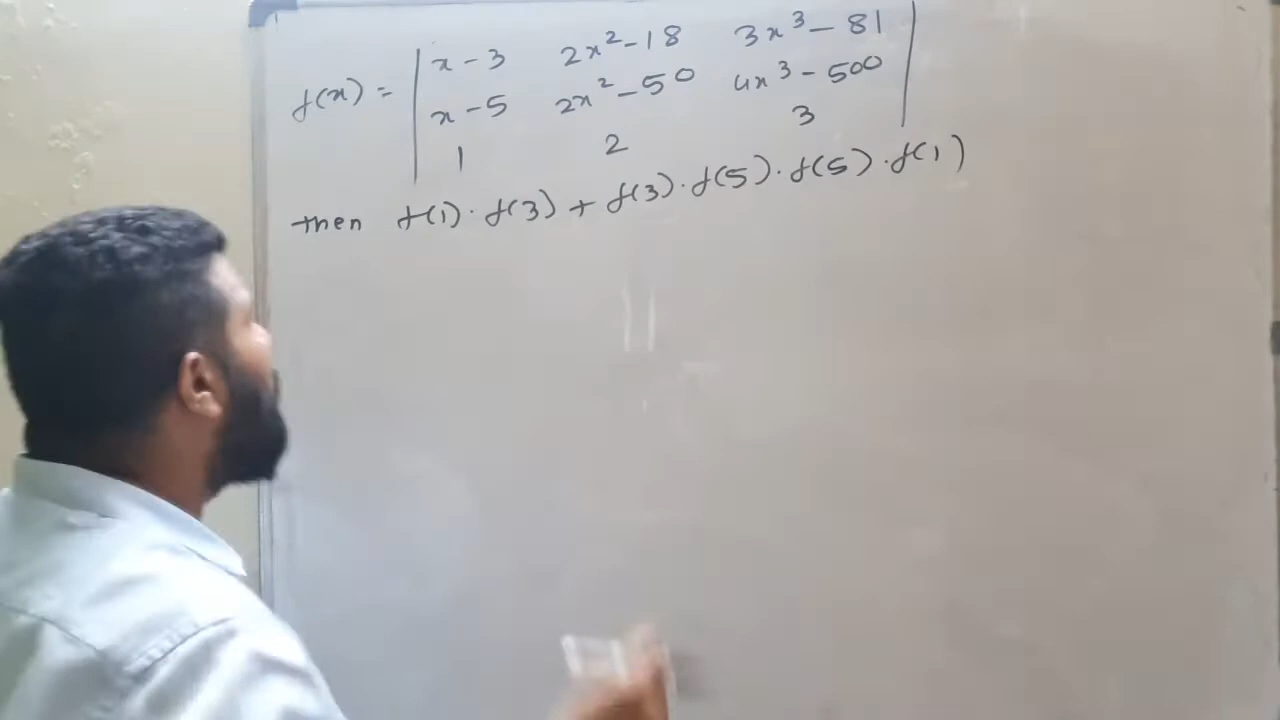 x - 3 2x² - 18 3x³ - 81
f(x) = x - 5 2x² - 50 4x³ - 500
1 2 3
then f(1) · f(3) + f(3) · f(5) · f(5) · f(1)